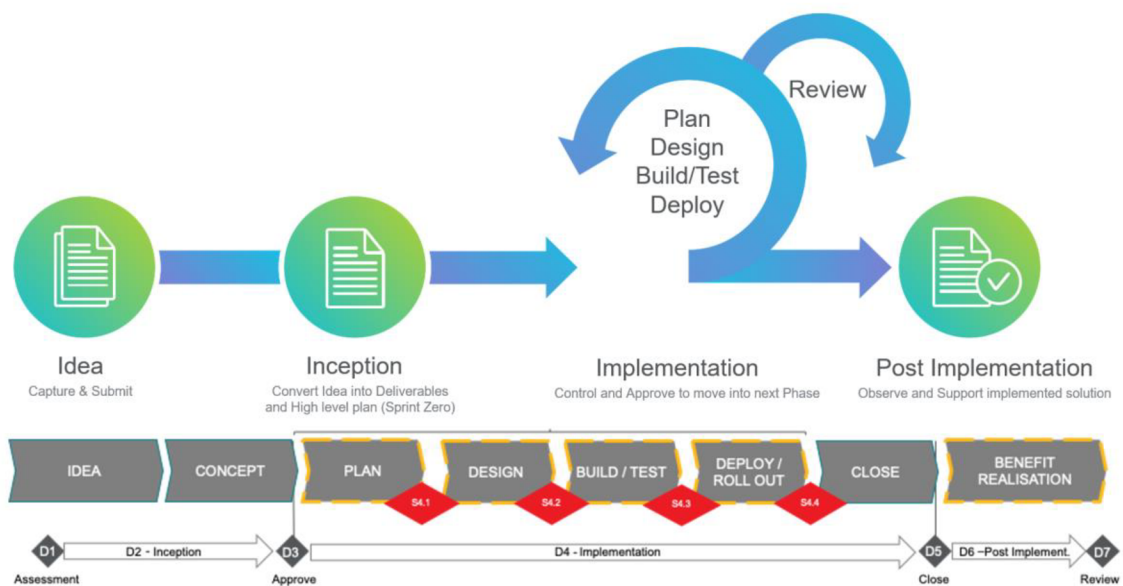 Review
Plan
Design
Build/Test
Deploy
Idea
Capture & Submit
Inception
Convert Idea into Deliverables
and High level plan (Sprint Zero)
Implementation
Control and Approve to move into next Phase
Post Implementation
Observe and Support implemented solution
IDEA
CONCEPT
PLAN
DESIGN
BUILD / TEST
DEPLOY /
ROLL OUT
CLOSE
BENEFIT
REALISATION
S4.1
S4.2
S4.3
S4.4
D1
D2 - Inception
D3
D4 - Implementation
D5
D6 –Post Implement.
D7
Assessment
Approve
Close
Review